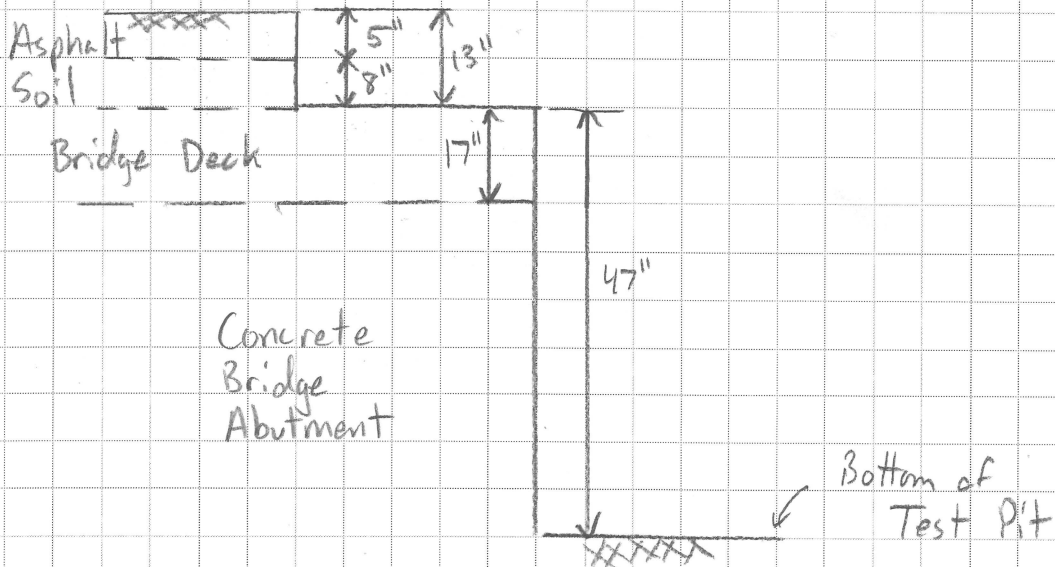 Asphalt
Soil
5"
8"
13"
Bridge Deck
17"
47"
Concrete
Bridge
Abutment
Bottom of
Test Pit